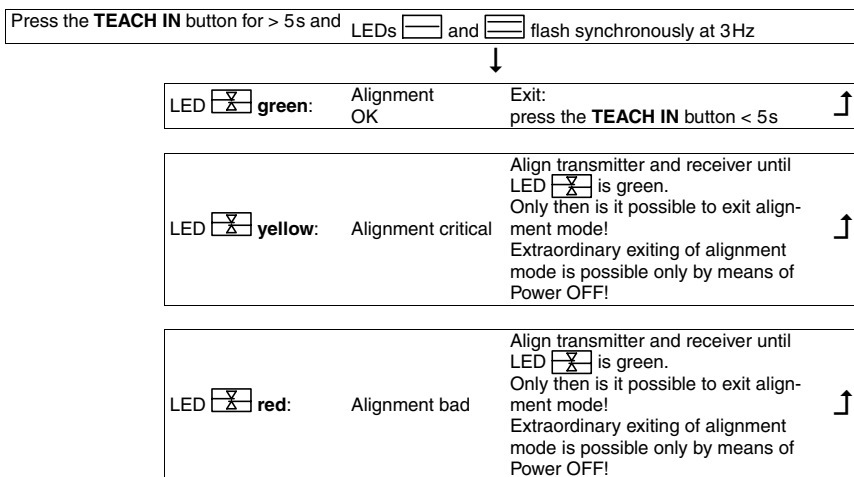 Press the TEACH IN button for > 5s and LEDs and flash synchronously at 3Hz
LED green:
Alignment
OK
Exit:
press the TEACH IN button < 5s
LED yellow:
Alignment critical
Align transmitter and receiver until
LED is green.
Only then is it possible to exit align-
ment mode!
Extraordinary exiting of alignment
mode is possible only by means of
Power OFF!
LED red:
Alignment bad
Align transmitter and receiver until
LED is green.
Only then is it possible to exit align-
ment mode!
Extraordinary exiting of alignment
mode is possible only by means of
Power OFF!